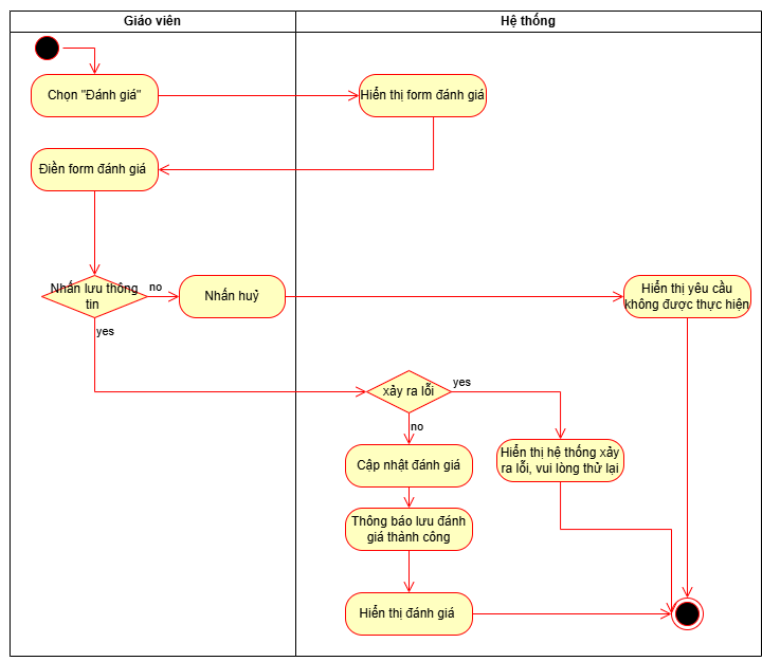 Giáo viên
Hệ thống
Chọn "Đánh giá"
Hiển thị form đánh giá
Điền form đánh giá
Nhấn lưu thông
tin
no
Nhấn huỷ
Hiển thị yêu cầu
không được thực hiện
yes
xảy ra lỗi
yes
no
Cập nhật đánh giá
Hiển thị hệ thống xảy
ra lỗi, vui lòng thử lại
Thông báo lưu đánh
giá thành công
Hiển thị đánh giá